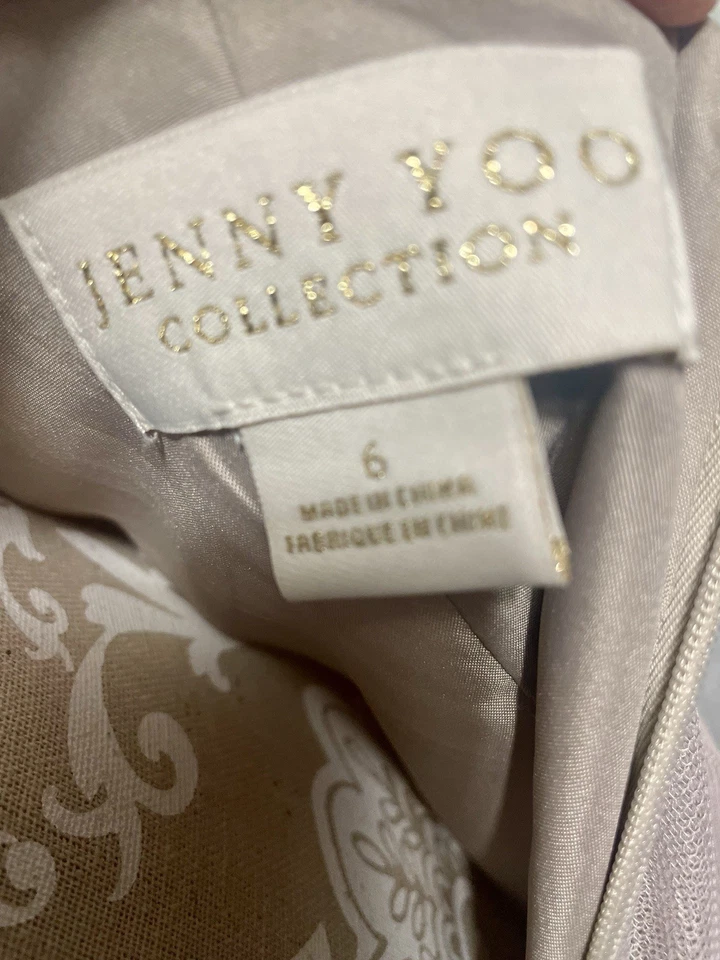 JENNY YOO
COLLECTION
6
MADE IN CHINA
FABRIQUE EN CHINE